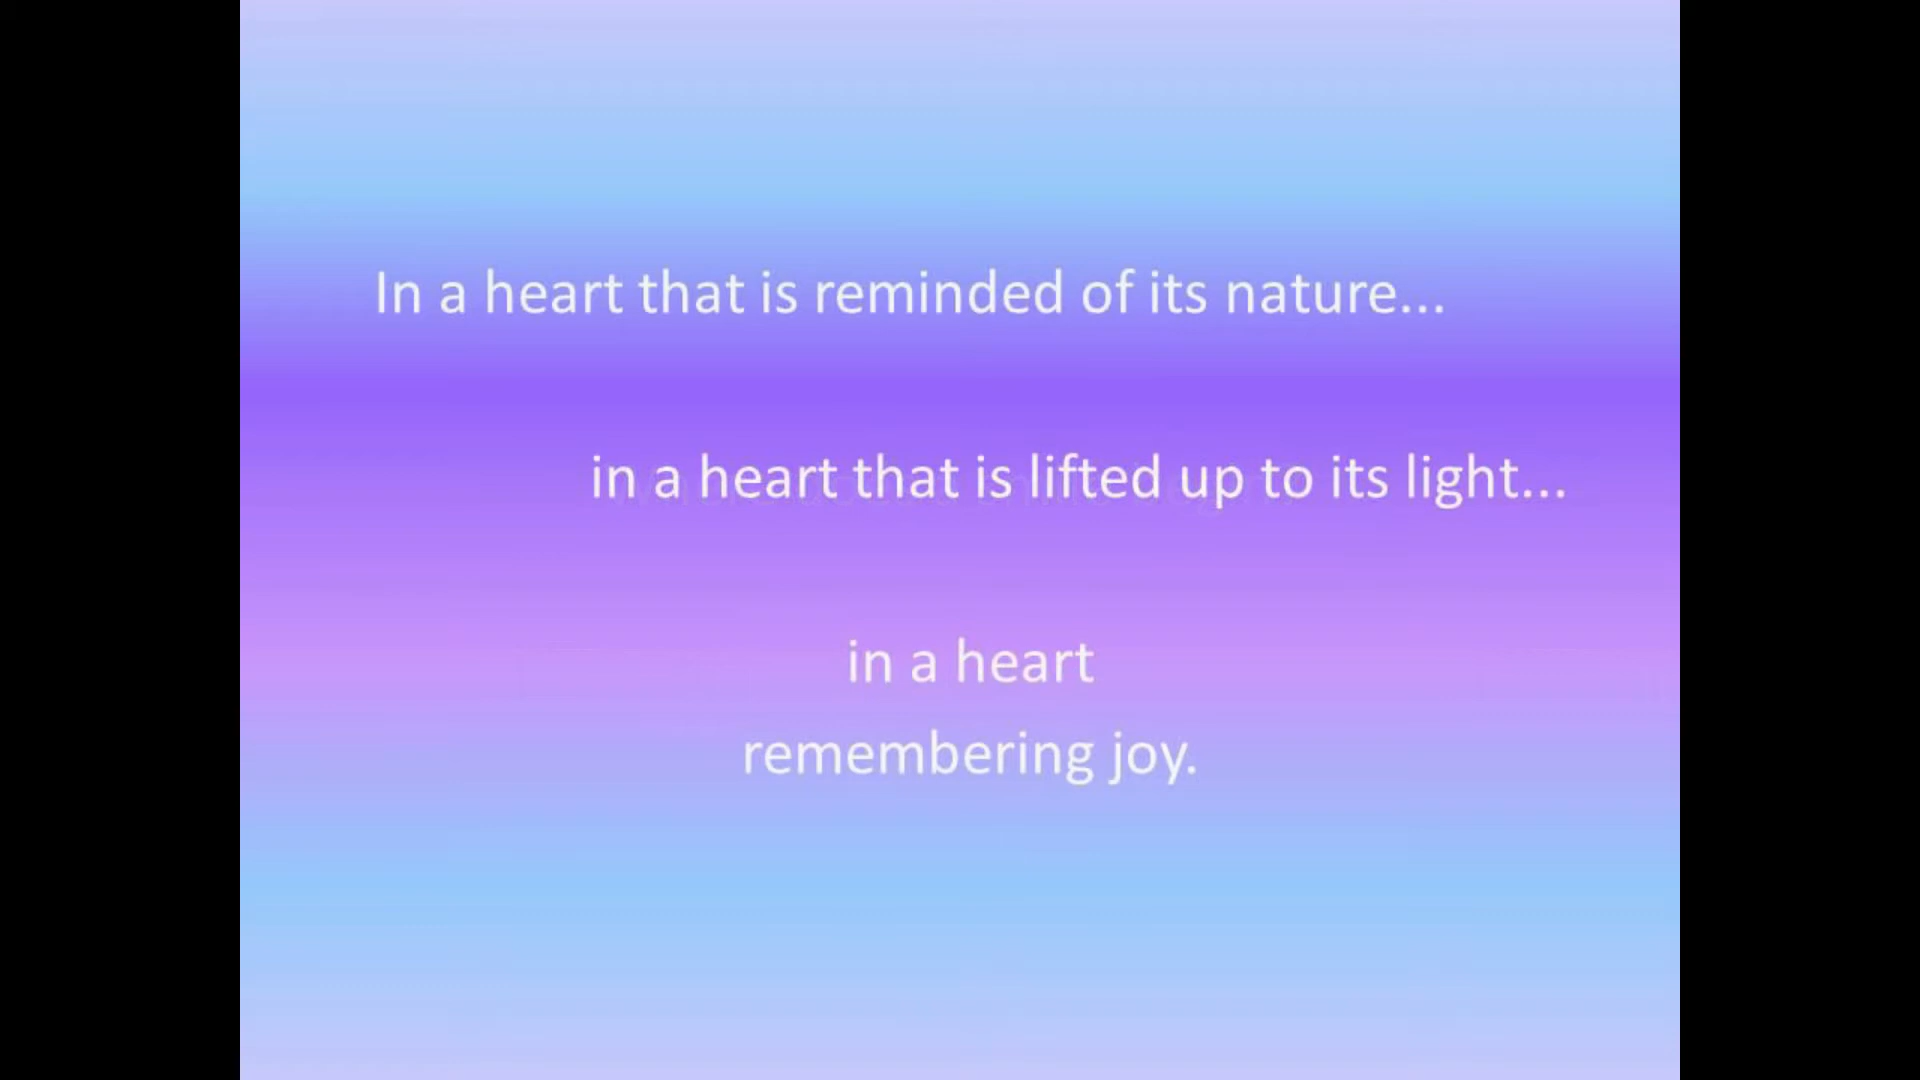 In a heart that is reminded of its nature...
in a heart that is lifted up to its light...
in a heart
remembering joy.